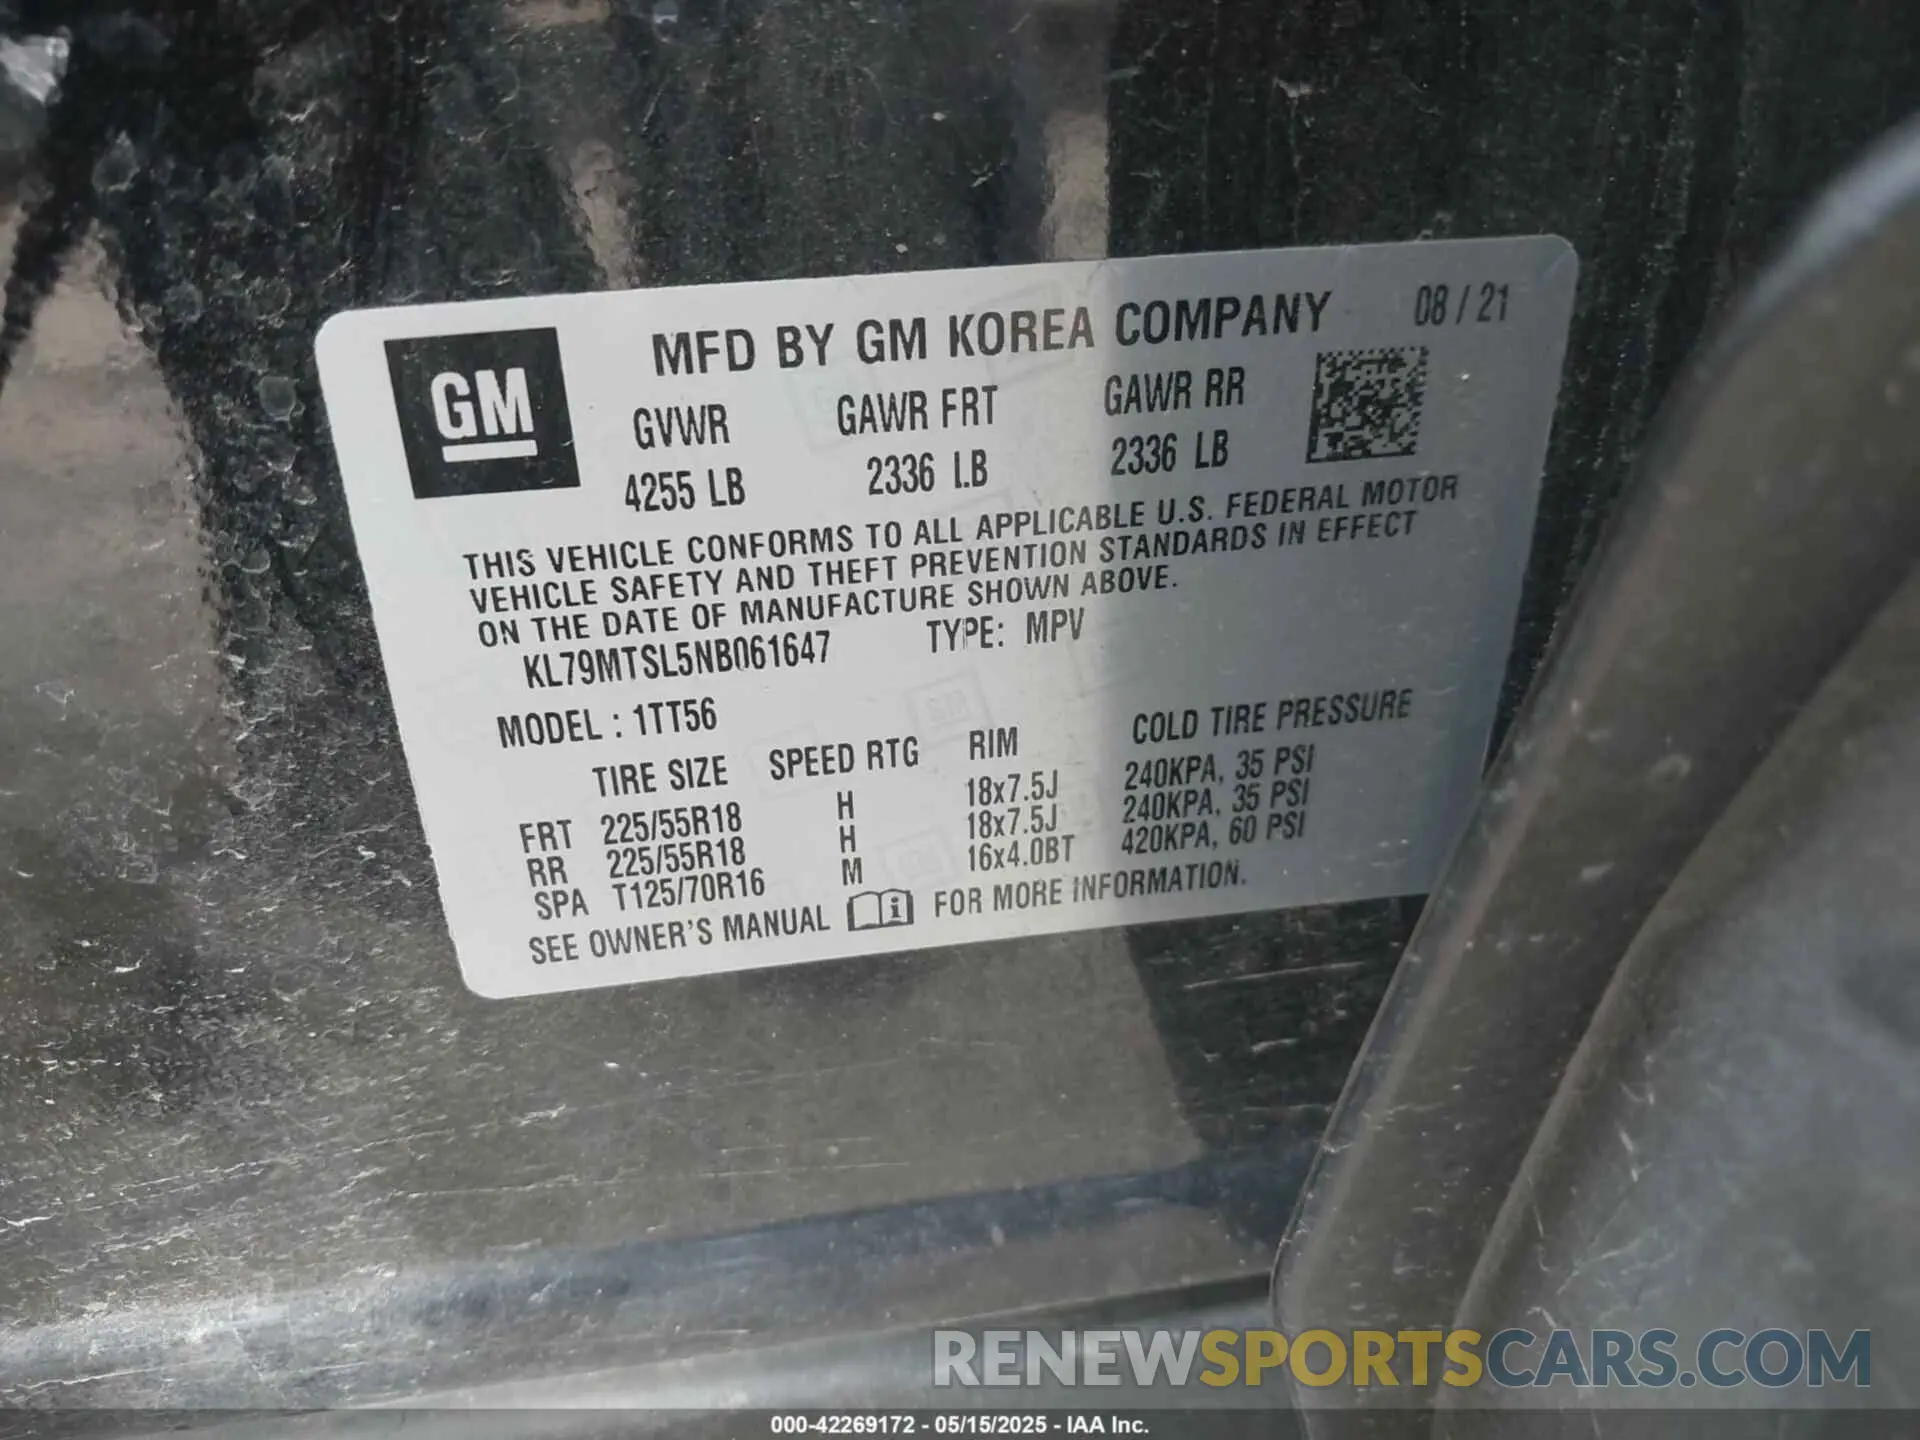 MFD BY GM KOREA COMPANY 08 / 21
GM
GVWR GAWR FRT GAWR RR
4255 LB 2336 LB 2336 LB
THIS VEHICLE CONFORMS TO ALL APPLICABLE U.S. FEDERAL MOTOR
VEHICLE SAFETY AND THEFT PREVENTION STANDARDS IN EFFECT
ON THE DATE OF MANUFACTURE SHOWN ABOVE.
KL79MTSL5NB061647 TYPE: MPV
MODEL : 1TT56
TIRE SIZE SPEED RTG RIM COLD TIRE PRESSURE
FRT 225/55R18 H 18x7.5J 240KPA, 35 PSI
RR 225/55R18 H 18x7.5J 240KPA, 35 PSI
SPA T125/70R16 M 16x4.0BT 420KPA, 60 PSI
SEE OWNER'S MANUAL i FOR MORE INFORMATION.
RENEWSPORTSCARS.COM
000-42269172 - 05/15/2025 - IAA Inc.